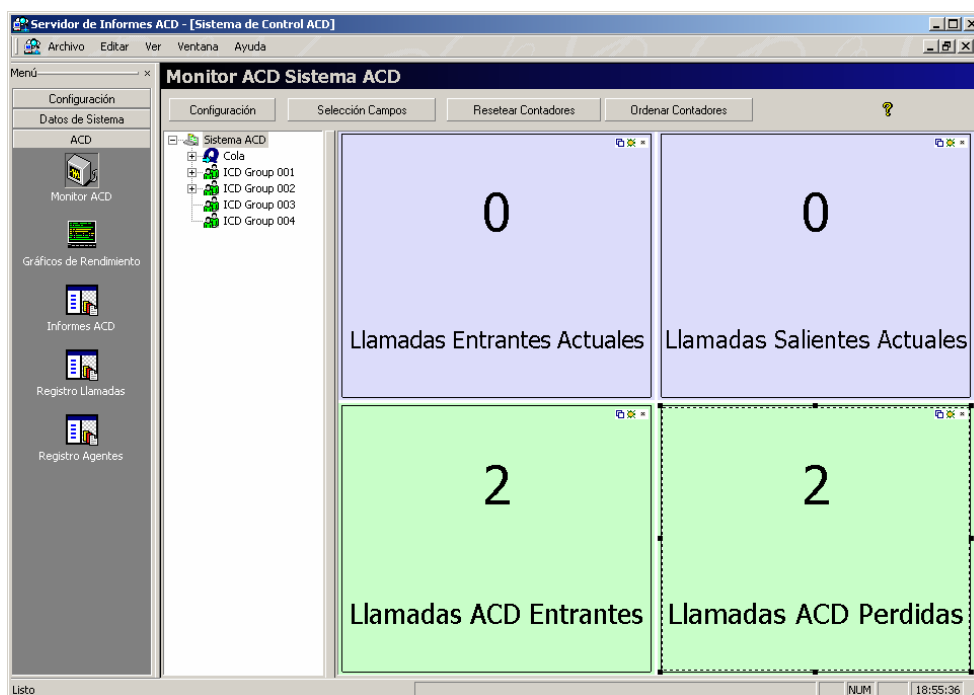 Servidor de Informes ACD - [Sistema de Control ACD]
Archivo Editar Ver Ventana Ayuda
Menú
Configuración
Datos de Sistema
ACD
Monitor ACD
Gráficos de Rendimiento
Informes ACD
Registro Llamadas
Registro Agentes
Monitor ACD Sistema ACD
Configuración Selección Campos Resetear Contadores Ordenar Contadores ?
Sistema ACD
Cola
ICD Group 001
ICD Group 002
ICD Group 003
ICD Group 004
0
Llamadas Entrantes Actuales
0
Llamadas Salientes Actuales
2
Llamadas ACD Entrantes
2
Llamadas ACD Perdidas
Listo
NUM
18:55:36